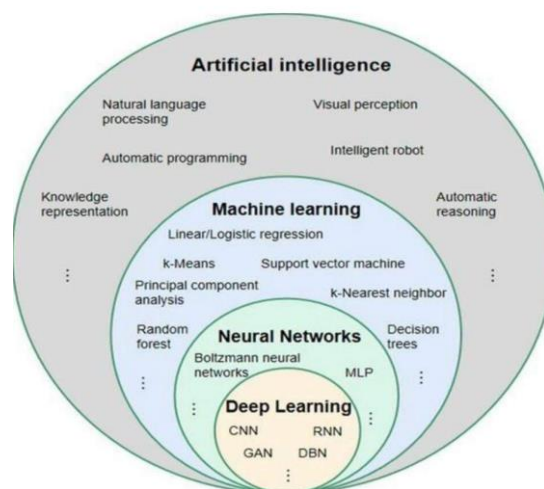 Artificial intelligence
Natural language
processing
Visual perception
Automatic programming
Intelligent robot
Knowledge
representation
Automatic
reasoning
Machine learning
Linear/Logistic regression
k-Means
Support vector machine
Principal component
analysis
k-Nearest neighbor
Random
forest
Decision
trees
Neural Networks
Boltzmann neural
networks
MLP
Deep Learning
CNN
RNN
GAN
DBN